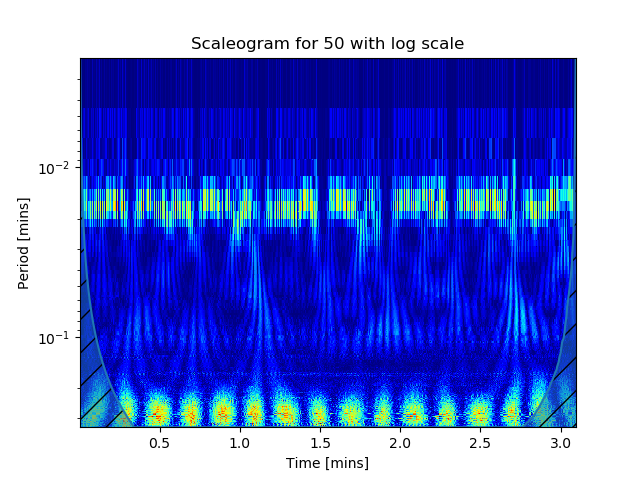 Scaleogram for 50 with log scale
Period [mins]
10⁻²
10⁻¹
0.5 1.0 1.5 2.0 2.5 3.0
Time [mins]